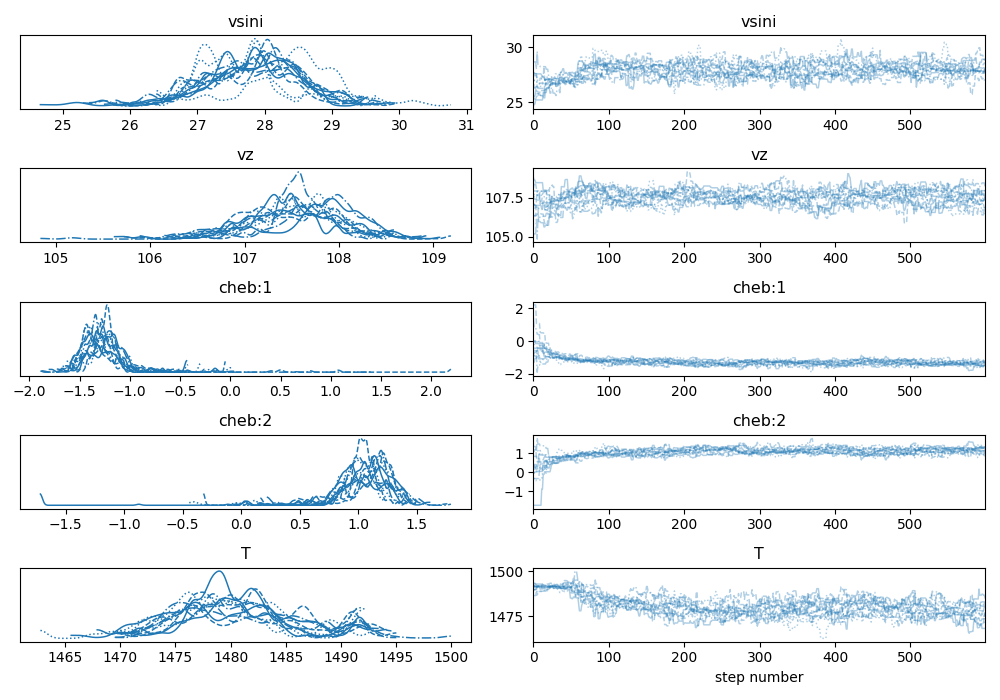 vsini
25 26 27 28 29 30 31
vsini
30
25
0 100 200 300 400 500
vz
105 106 107 108 109
vz
107.5
105.0
0 100 200 300 400 500
cheb:1
−2.0 −1.5 −1.0 −0.5 0.0 0.5 1.0 1.5 2.0
cheb:1
2
0
−2
0 100 200 300 400 500
cheb:2
−1.5 −1.0 −0.5 0.0 0.5 1.0 1.5
cheb:2
1
0
−1
0 100 200 300 400 500
T
1465 1470 1475 1480 1485 1490 1495 1500
T
1500
1475
0 100 200 300 400 500
step number